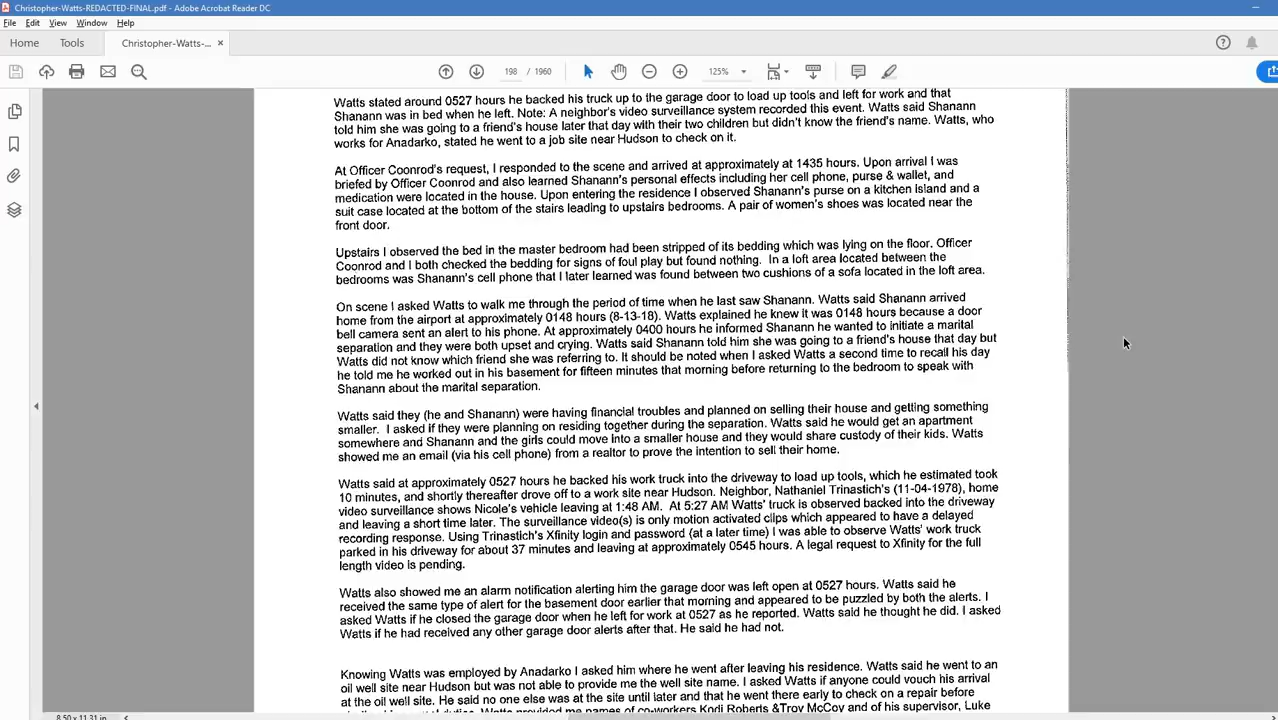 Christopher-Watts-REDACTED-FINAL.pdf - Adobe Acrobat Reader DC
File Edit View Window Help
Home Tools Christopher-Watts-... ×
198 / 1960 125%
Watts stated around 0527 hours he backed his truck up to the garage door to load up tools and left for work and that
Shanann was in bed when he left. Note: A neighbor's video surveillance system recorded this event. Watts said Shanann
told him she was going to a friend's house later that day with their two children but didn't know the friend's name. Watts, who
works for Anadarko, stated he went to a job site near Hudson to check on it.
At Officer Coonrod's request, I responded to the scene and arrived at approximately at 1435 hours. Upon arrival I was
briefed by Officer Coonrod and also learned Shanann's personal effects including her cell phone, purse & wallet, and
medication were located in the house. Upon entering the residence I observed Shanann's purse on a kitchen island and a
suit case located at the bottom of the stairs leading to upstairs bedrooms. A pair of women's shoes was located near the
front door.
Upstairs I observed the bed in the master bedroom had been stripped of its bedding which was lying on the floor. Officer
Coonrod and I both checked the bedding for signs of foul play but found nothing. In a loft area located between the
bedrooms was Shanann's cell phone that I later learned was found between two cushions of a sofa located in the loft area.
On scene I asked Watts to walk me through the period of time when he last saw Shanann. Watts said Shanann arrived
home from the airport at approximately 0148 hours (8-13-18). Watts explained he knew it was 0148 hours because a door
bell camera sent an alert to his phone. At approximately 0400 hours he informed Shanann he wanted to initiate a marital
separation and they were both upset and crying. Watts said Shanann told him she was going to a friend's house that day but
Watts did not know which friend she was referring to. It should be noted when I asked Watts a second time to recall his day
he told me he worked out in his basement for fifteen minutes that morning before returning to the bedroom to speak with
Shanann about the marital separation.
Watts said they (he and Shanann) were having financial troubles and planned on selling their house and getting something
smaller. I asked if they were planning on residing together during the separation. Watts said he would get an apartment
somewhere and Shanann and the girls could move into a smaller house and they would share custody of their kids. Watts
showed me an email (via his cell phone) from a realtor to prove the intention to sell their home.
Watts said at approximately 0527 hours he backed his work truck into the driveway to load up tools, which he estimated took
10 minutes, and shortly thereafter drove off to a work site near Hudson. Neighbor, Nathaniel Trinastich's (11-04-1978), home
video surveillance shows Nicole's vehicle leaving at 1:48 AM. At 5:27 AM Watts' truck is observed backed into the driveway
and leaving a short time later. The surveillance video(s) is only motion activated clips which appeared to have a delayed
recording response. Using Trinastich's Xfinity login and password (at a later time) I was able to observe Watts' work truck
parked in his driveway for about 37 minutes and leaving at approximately 0545 hours. A legal request to Xfinity for the full
length video is pending.
Watts also showed me an alarm notification alerting him the garage door was left open at 0527 hours. Watts said he
received the same type of alert for the basement door earlier that morning and appeared to be puzzled by both the alerts. I
asked Watts if he closed the garage door when he left for work at 0527 as he reported. Watts said he thought he did. I asked
Watts if he had received any other garage door alerts after that. He said he had not.
Knowing Watts was employed by Anadarko I asked him where he went after leaving his residence. Watts said he went to an
oil well site near Hudson but was not able to provide me the well site name. I asked Watts if anyone could vouch his arrival
at the oil well site. He said no one else was at the site until later and that he went there early to check on a repair before
Watts provided me names of co-workers Kodi Roberts &Troy McCoy and of his supervisor, Luke
8.50 x 11.31 in